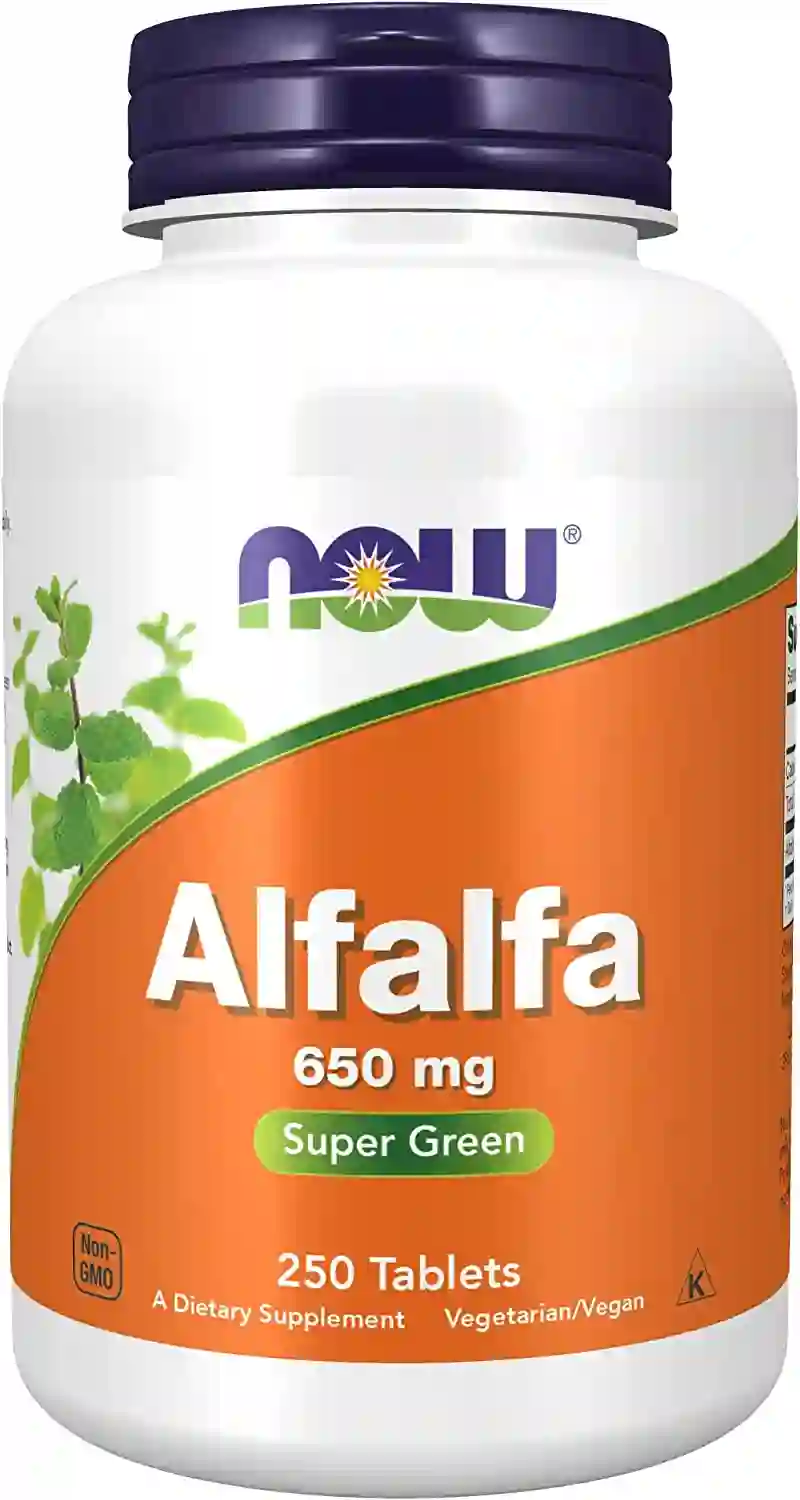 now®
Alfalfa
650 mg
Super Green
Non-
GMO
250 Tablets
A Dietary Supplement
Vegetarian/Vegan
K